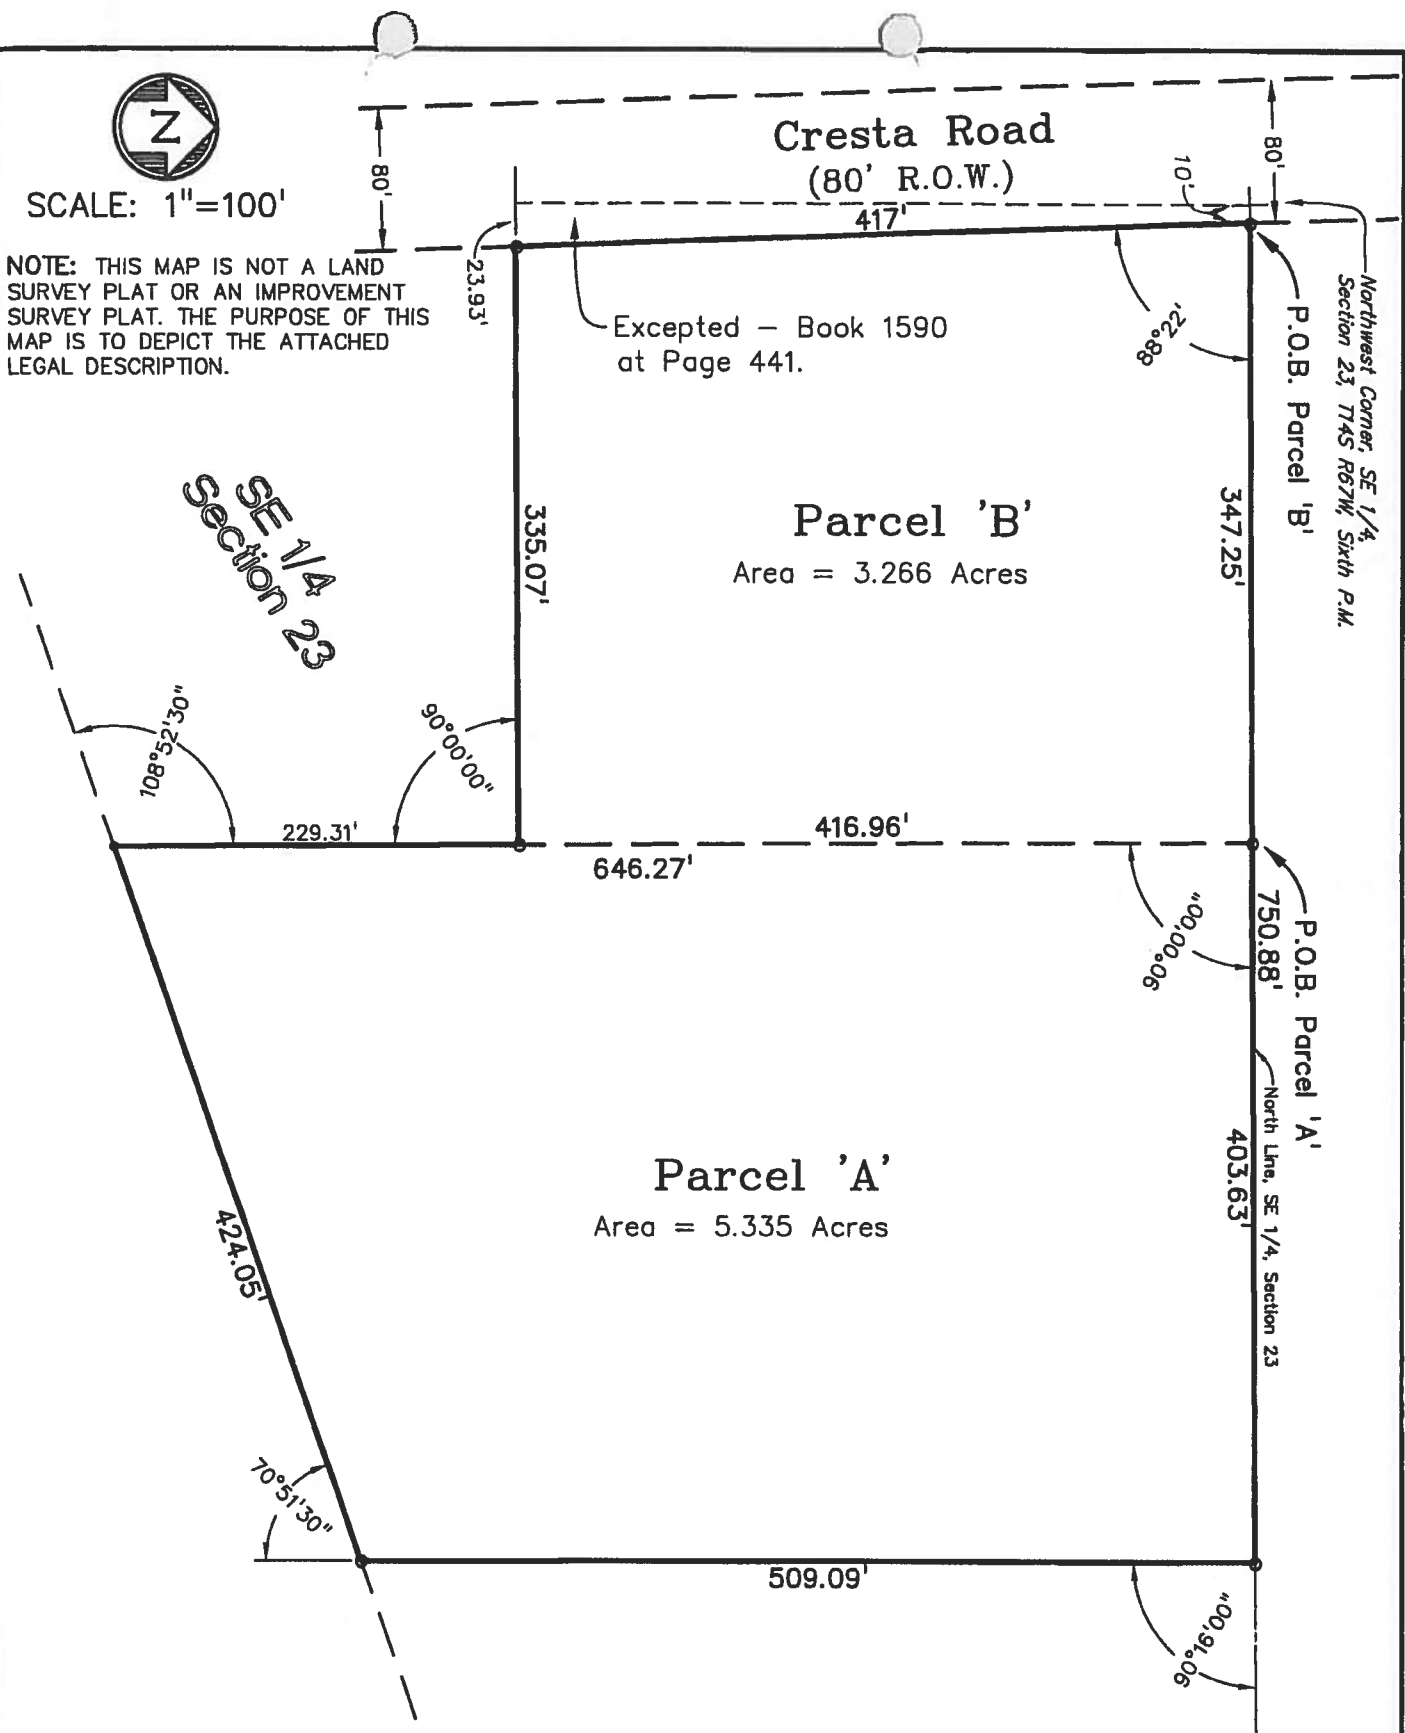 N
SCALE: 1"=100'
NOTE: THIS MAP IS NOT A LAND
SURVEY PLAT OR AN IMPROVEMENT
SURVEY PLAT. THE PURPOSE OF THIS
MAP IS TO DEPICT THE ATTACHED
LEGAL DESCRIPTION.
80'
Cresta Road
(80' R.O.W.)
417'
10'
80'
23.93'
Excepted – Book 1590
at Page 441.
88°22'
Northwest Corner, SE 1/4,
Section 23, T14S R67W, Sixth P.M.
P.O.B. Parcel 'B'
347.25'
335.07'
Parcel 'B'
Area = 3.266 Acres
SE 1/4
Section 23
108°52'30"
90°00'00"
229.31'
416.96'
646.27'
90°00'00"
750.88'
P.O.B. Parcel 'A'
North Line, SE 1/4, Section 23
403.63'
Parcel 'A'
Area = 5.335 Acres
424.05'
70°51'30"
509.09'
90°16'00"